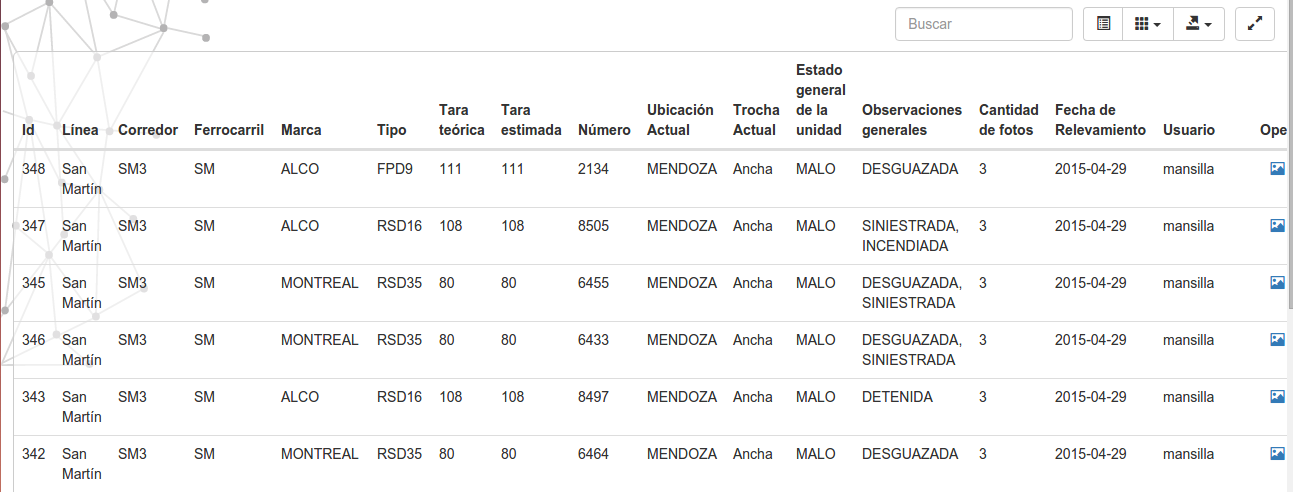 Buscar
Id Línea Corredor Ferrocarril Marca Tipo Tara teórica Tara estimada Número Ubicación Actual Trocha Actual Estado general de la unidad Observaciones generales Cantidad de fotos Fecha de Relevamiento Usuario Ope
348 San Martín SM3 SM ALCO FPD9 111 111 2134 MENDOZA Ancha MALO DESGUAZADA 3 2015-04-29 mansilla
347 San Martín SM3 SM ALCO RSD16 108 108 8505 MENDOZA Ancha MALO SINIESTRADA, INCENDIADA 3 2015-04-29 mansilla
345 San Martín SM3 SM MONTREAL RSD35 80 80 6455 MENDOZA Ancha MALO DESGUAZADA, SINIESTRADA 3 2015-04-29 mansilla
346 San Martín SM3 SM MONTREAL RSD35 80 80 6433 MENDOZA Ancha MALO DESGUAZADA, SINIESTRADA 3 2015-04-29 mansilla
343 San Martín SM3 SM ALCO RSD16 108 108 8497 MENDOZA Ancha MALO DETENIDA 3 2015-04-29 mansilla
342 San Martín SM3 SM MONTREAL RSD35 80 80 6464 MENDOZA Ancha MALO DESGUAZADA 3 2015-04-29 mansilla